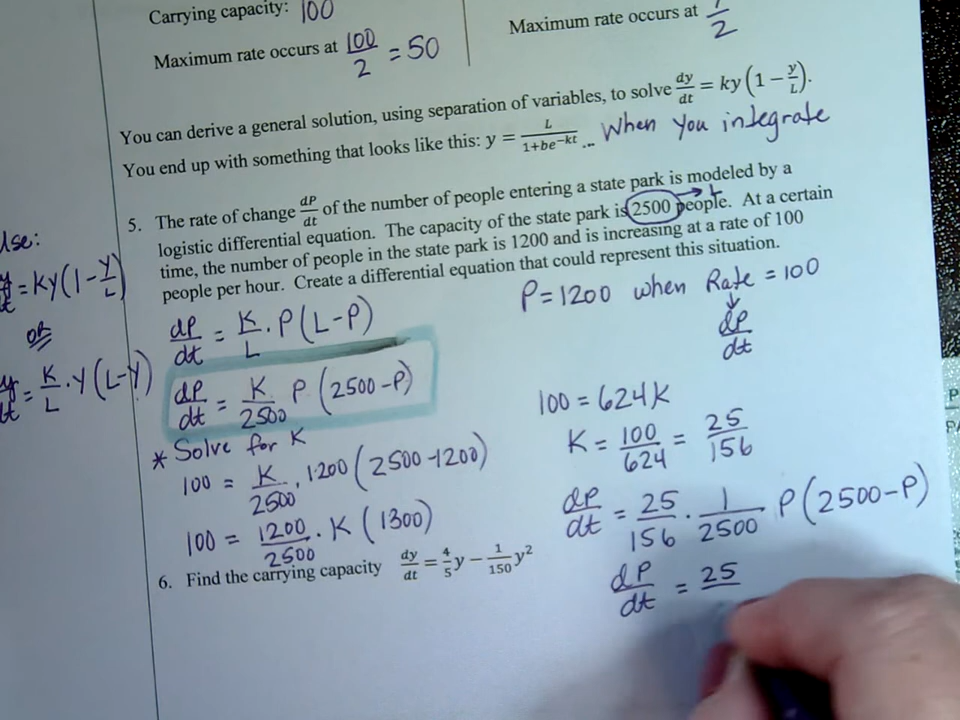 Carrying capacity: 100
Maximum rate occurs at 100/2 = 50
Maximum rate occurs at /2
You can derive a general solution, using separation of variables, to solve dy/dt = ky(1 − y/L).
You end up with something that looks like this: y = L/(1+be^−kt) ... When you integrate
5. The rate of change dP/dt of the number of people entering a state park is modeled by a
logistic differential equation. The capacity of the state park is 2500 people. At a certain
L
time, the number of people in the state park is 1200 and is increasing at a rate of 100
people per hour. Create a differential equation that could represent this situation.
Use:
dy/dt = Ky(1 − y/L)
OR
dy/dt = K/L · Y(L−Y)
dP/dt = K/L · P(L−P)
dP/dt = K/2500 P (2500−P)
* Solve for K
100 = K/2500 · 1200(2500−1200)
100 = 1200/2500 · K(1300)
P = 1200 when Rate = 100
↓
dP/dt
100 = 624K
K = 100/624 = 25/156
dP/dt = 25/156 · 1/2500 P(2500−P)
dP/dt = 25
6. Find the carrying capacity dy/dt = 4/5 y − 1/150 y²